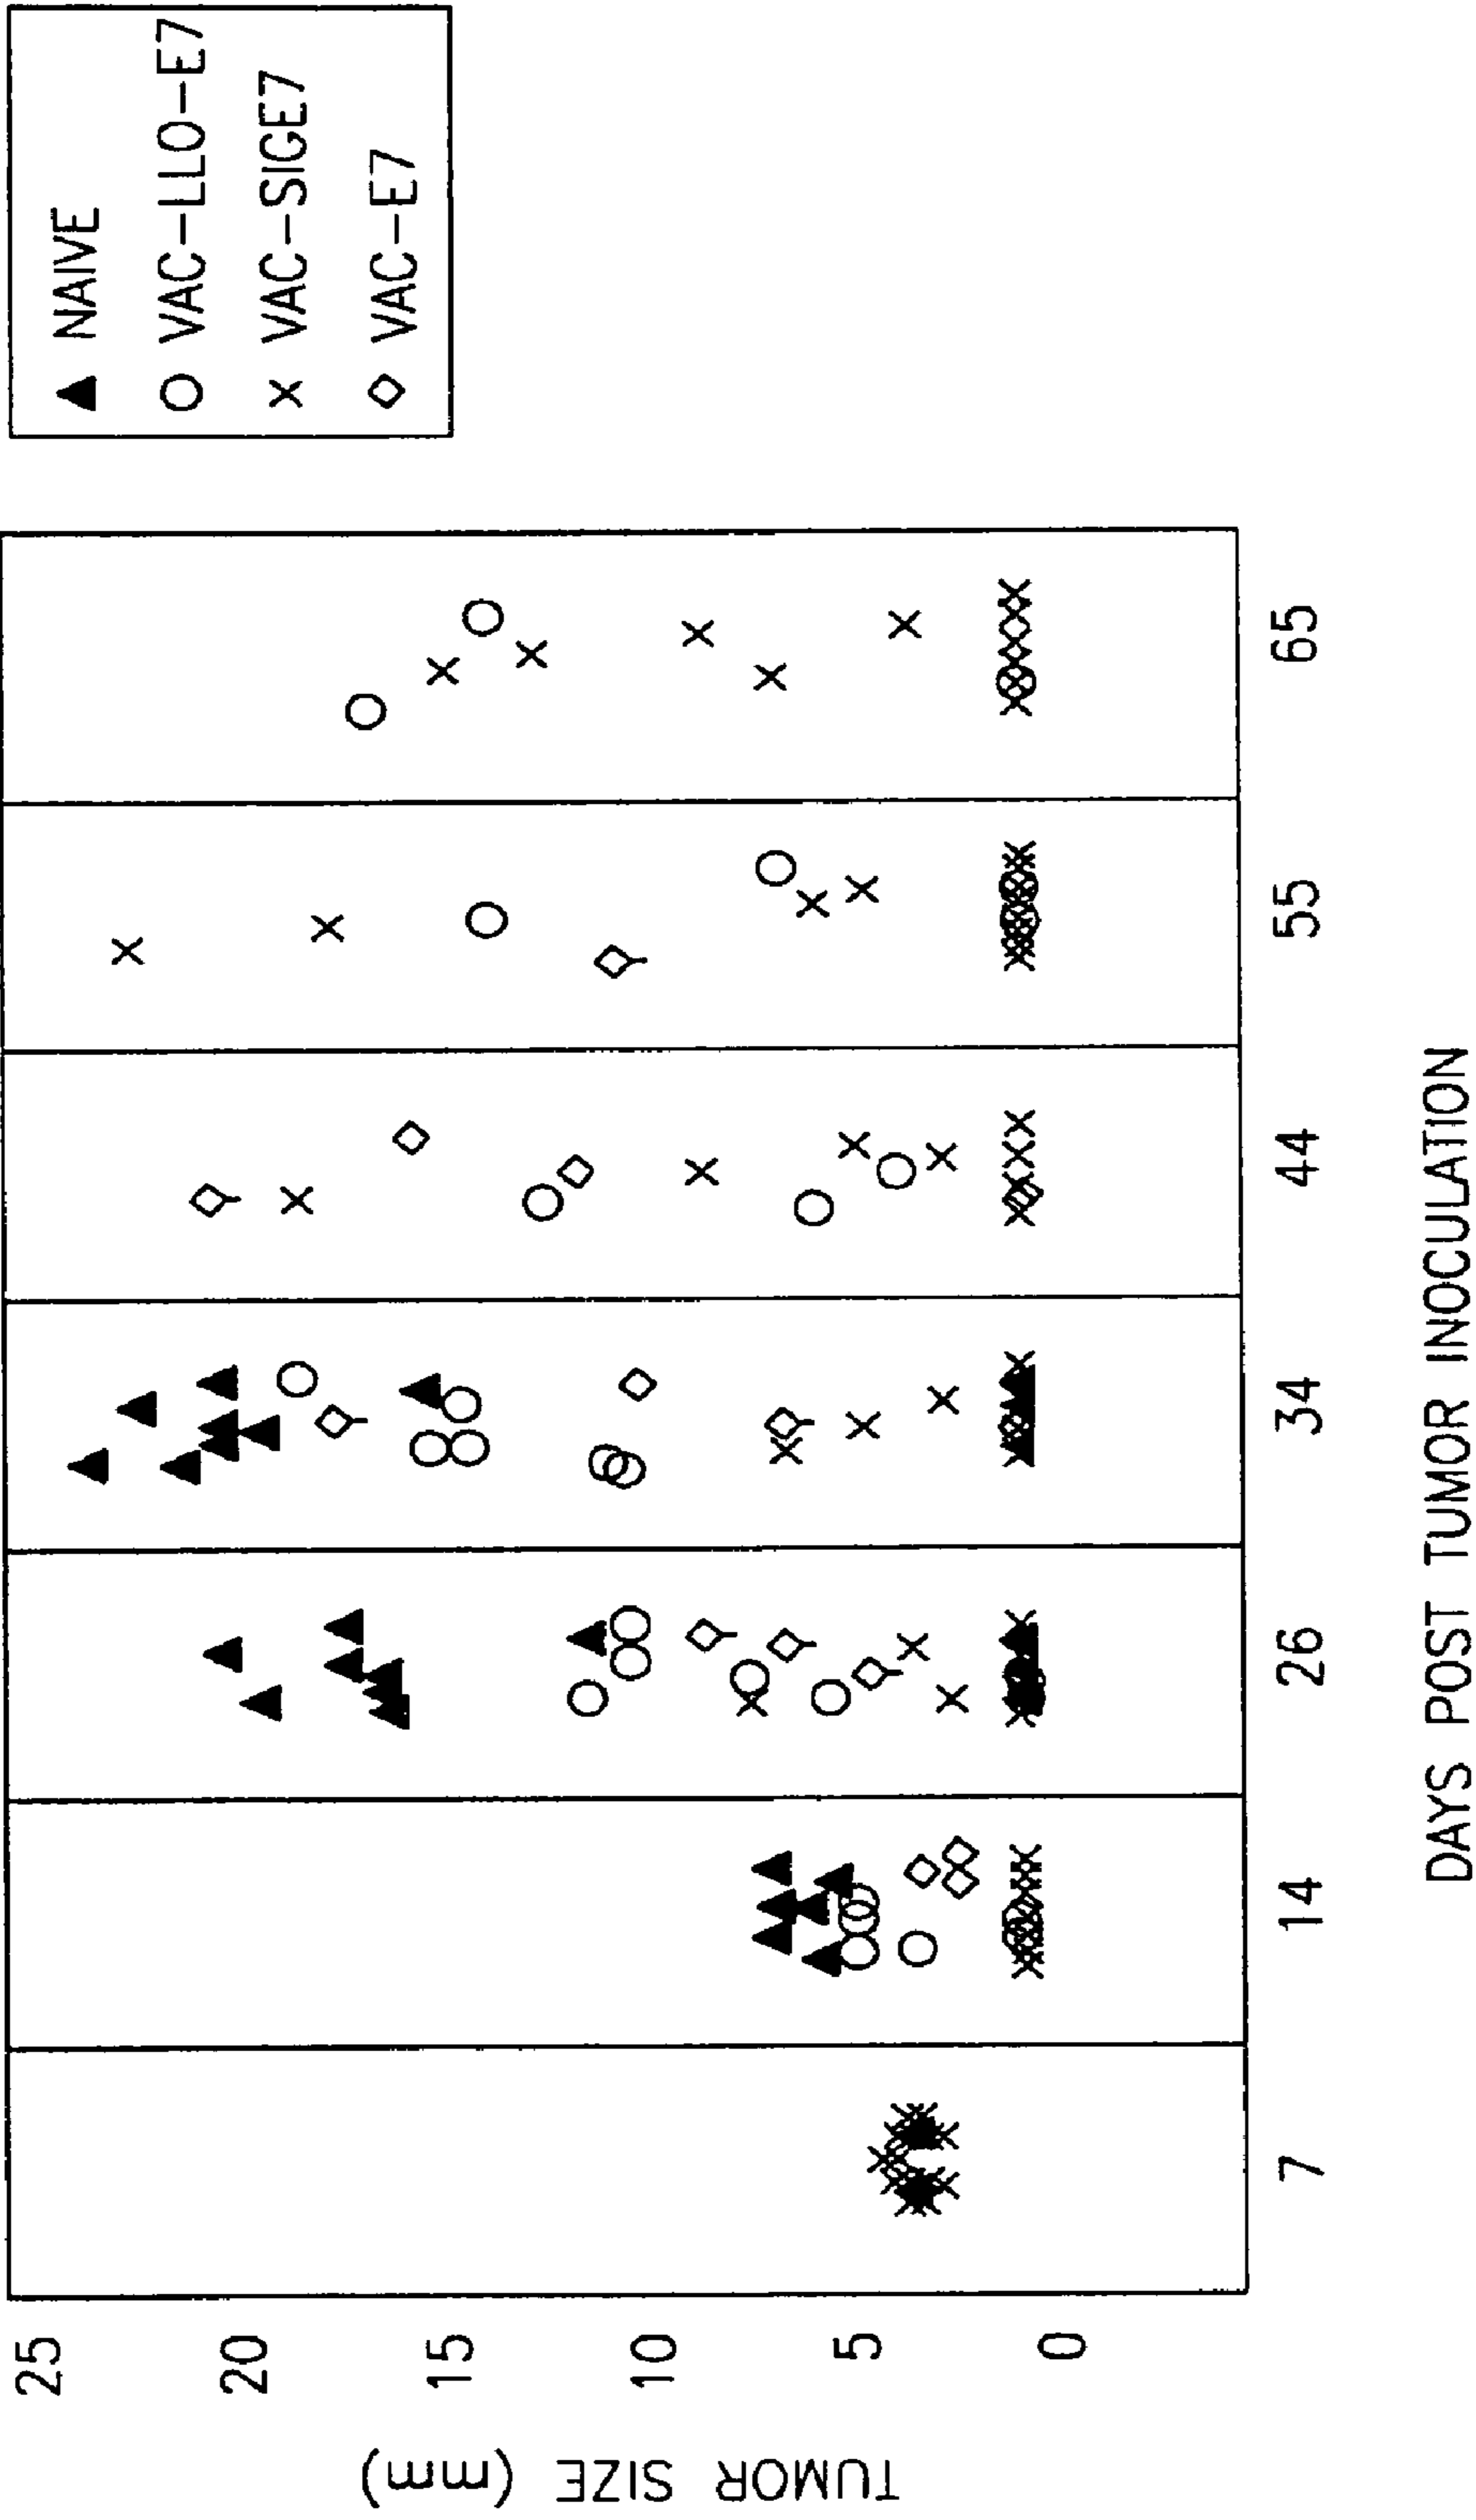 NAIVE
VAC-LLO-E7
VAC-SIGE7
VAC-E7
TUMOR SIZE (mm)
25
20
15
10
5
0
7
14
26
34
44
55
65
DAYS POST TUMOR INOCULATION